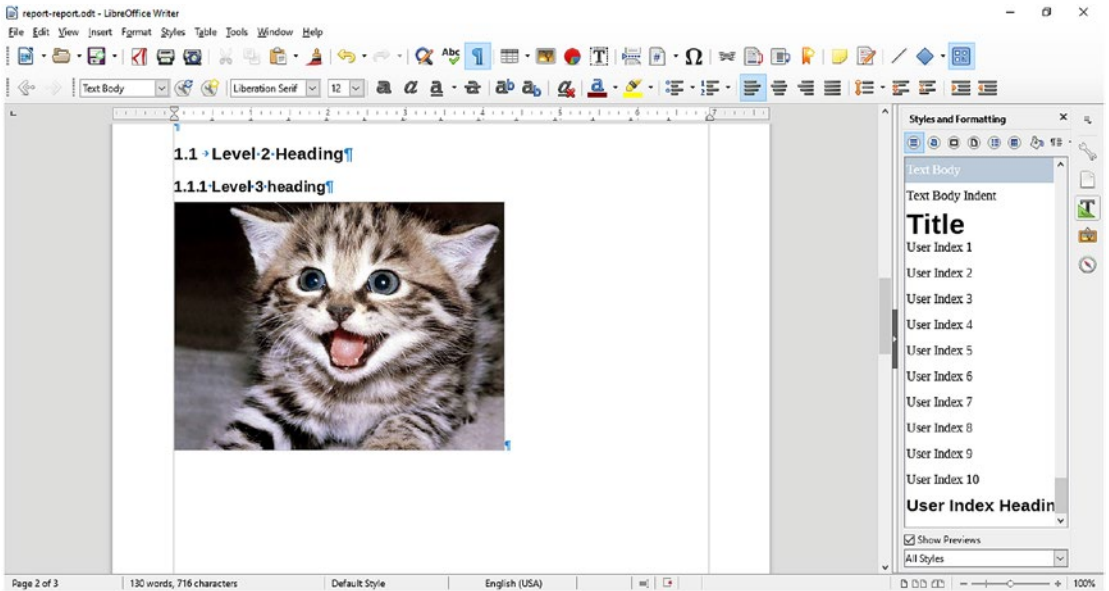 report-report.odt - LibreOffice Writer
File Edit View Insert Format Styles Table Tools Window Help
Text Body
Liberation Serif
12
Styles and Formatting
1.1 Level 2 Heading¶
1.1.1 Level 3 heading¶
Text Body
Text Body Indent
Title
User Index 1
User Index 2
User Index 3
User Index 4
User Index 5
User Index 6
User Index 7
User Index 8
User Index 9
User Index 10
User Index Headin
Show Previews
All Styles
Page 2 of 3
130 words, 716 characters
Default Style
English (USA)
100%